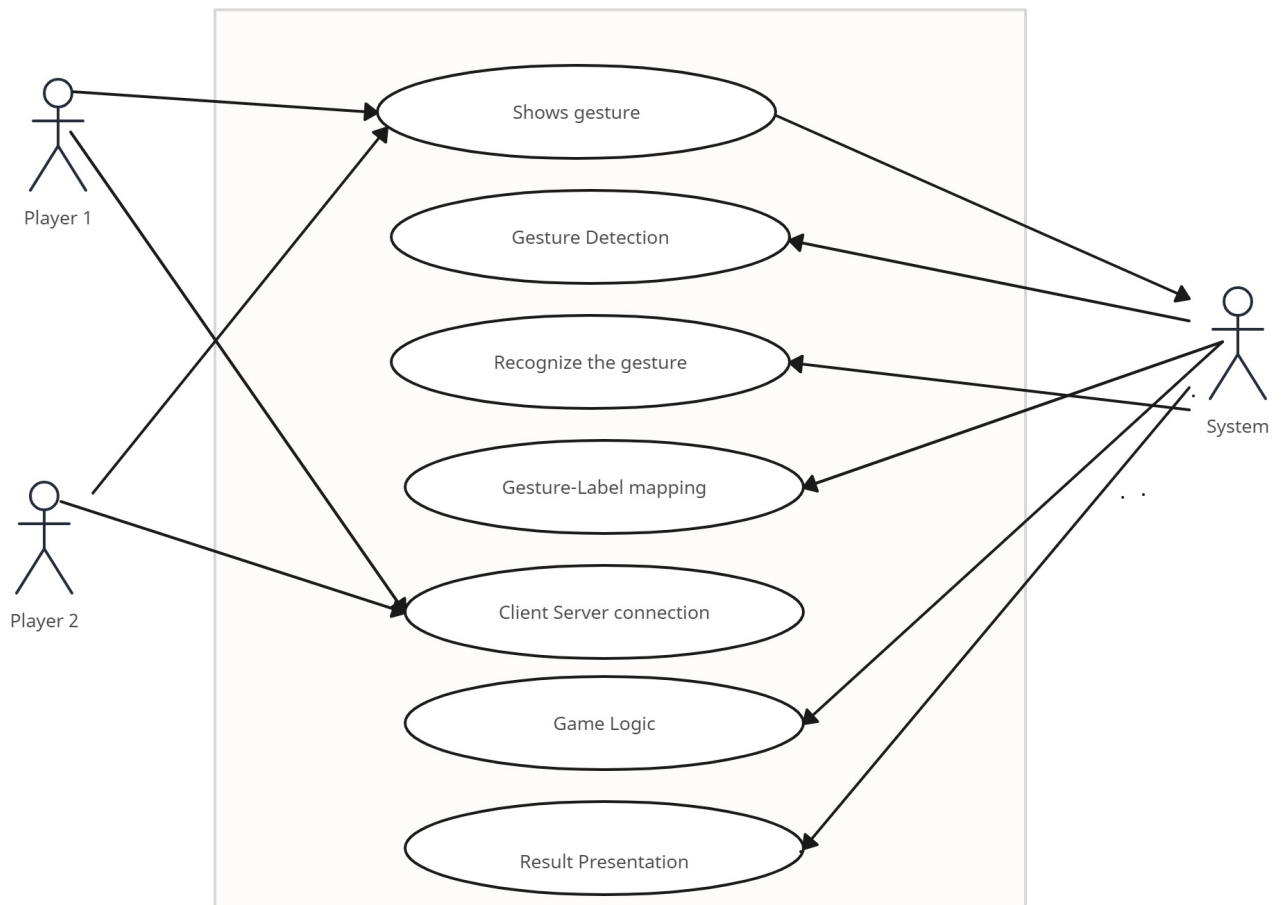 Shows gesture
Player 1
Gesture Detection
Recognize the gesture
System
Gesture-Label mapping
Player 2
Client Server connection
Game Logic
Result Presentation